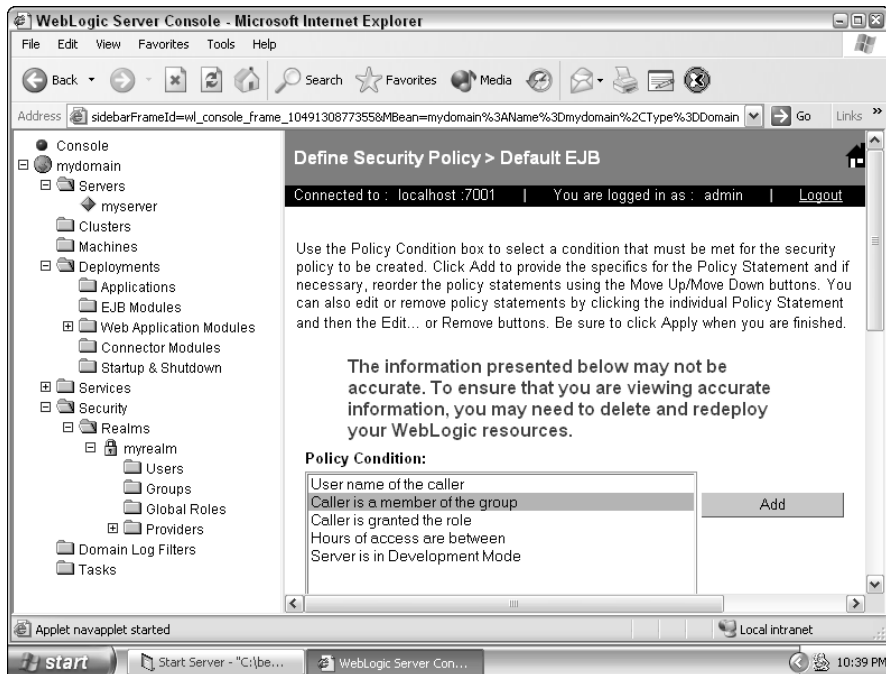 WebLogic Server Console - Microsoft Internet Explorer
File Edit View Favorites Tools Help
Back Search Favorites Media
Address sidebarFrameId=wl_console_frame_1049130877355&MBean=mydomain%3AName%3Dmydomain%2CType%3DDomain Go Links »
Console
mydomain
Servers
myserver
Clusters
Machines
Deployments
Applications
EJB Modules
Web Application Modules
Connector Modules
Startup & Shutdown
Services
Security
Realms
myrealm
Users
Groups
Global Roles
Providers
Domain Log Filters
Tasks
Define Security Policy > Default EJB
Connected to : localhost :7001 | You are logged in as : admin | Logout
Use the Policy Condition box to select a condition that must be met for the security
policy to be created. Click Add to provide the specifics for the Policy Statement and if
necessary, reorder the policy statements using the Move Up/Move Down buttons. You
can also edit or remove policy statements by clicking the individual Policy Statement
and then the Edit... or Remove buttons. Be sure to click Apply when you are finished.
The information presented below may not be
accurate. To ensure that you are viewing accurate
information, you may need to delete and redeploy
your WebLogic resources.
Policy Condition:
User name of the caller
Caller is a member of the group
Caller is granted the role
Hours of access are between
Server is in Development Mode
Add
Applet navapplet started Local intranet
start Start Server - "C:\be... WebLogic Server Con... 10:39 PM